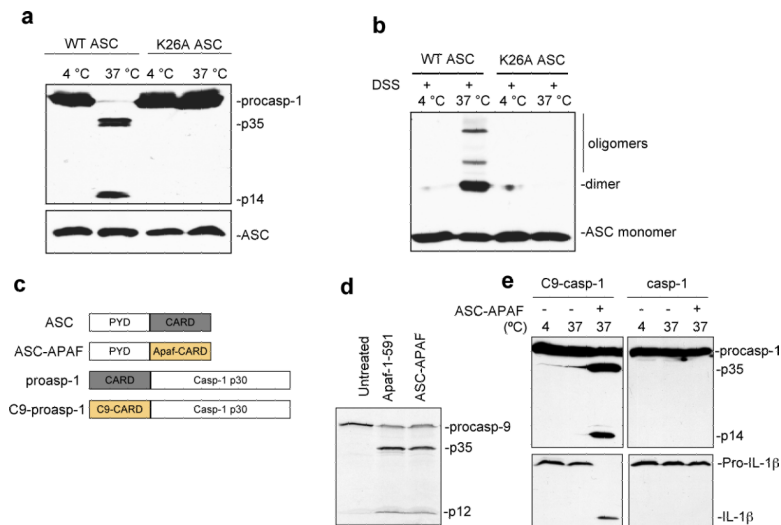 a
WT ASC K26A ASC
4 °C 37 °C 4 °C 37 °C
-procasp-1
-p35
-p14
-ASC
b
WT ASC K26A ASC
DSS + + + +
4 °C 37 °C 4 °C 37 °C
oligomers
-dimer
-ASC monomer
c
ASC PYD CARD
ASC-APAF PYD Apaf-CARD
proasp-1 CARD Casp-1 p30
C9-proasp-1 C9-CARD Casp-1 p30
d
Untreated
Apaf-1-591
ASC-APAF
-procasp-9
-p35
-p12
e
C9-casp-1 casp-1
ASC-APAF - - + - - +
(ºC) 4 37 37 4 37 37
-procasp-1
-p35
-p14
-Pro-IL-1β
-IL-1β